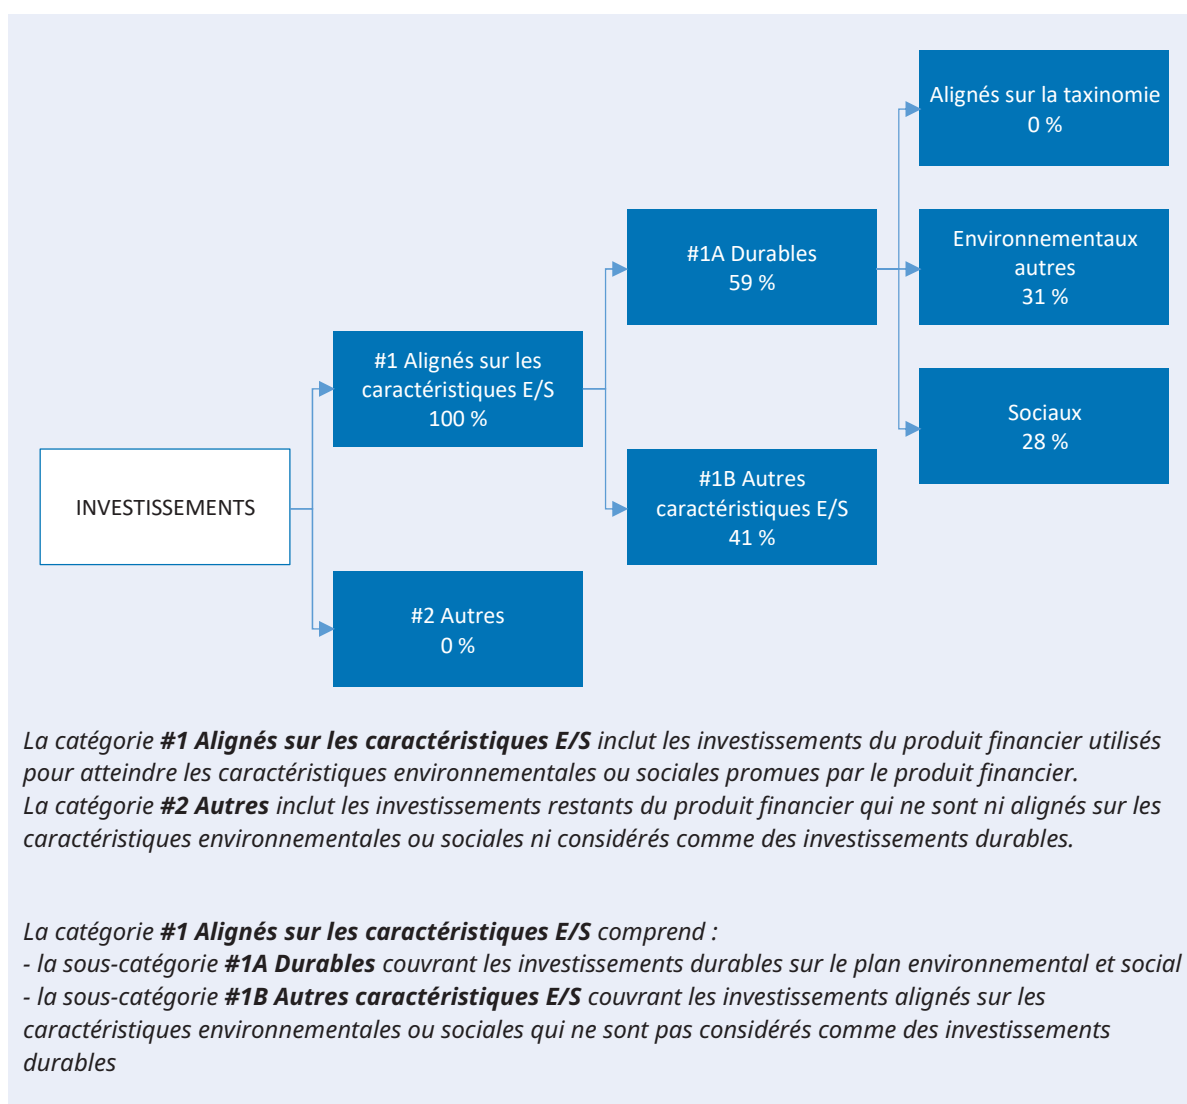 Alignés sur la taxinomie
0 %
#1A Durables
59 %
Environnementaux
autres
31 %
#1 Alignés sur les
caractéristiques E/S
100 %
Sociaux
28 %
INVESTISSEMENTS
#1B Autres
caractéristiques E/S
41 %
#2 Autres
0 %
La catégorie #1 Alignés sur les caractéristiques E/S inclut les investissements du produit financier utilisés
pour atteindre les caractéristiques environnementales ou sociales promues par le produit financier.
La catégorie #2 Autres inclut les investissements restants du produit financier qui ne sont ni alignés sur les
caractéristiques environnementales ou sociales ni considérés comme des investissements durables.
La catégorie #1 Alignés sur les caractéristiques E/S comprend :
- la sous-catégorie #1A Durables couvrant les investissements durables sur le plan environnemental et social
- la sous-catégorie #1B Autres caractéristiques E/S couvrant les investissements alignés sur les
caractéristiques environnementales ou sociales qui ne sont pas considérés comme des investissements
durables